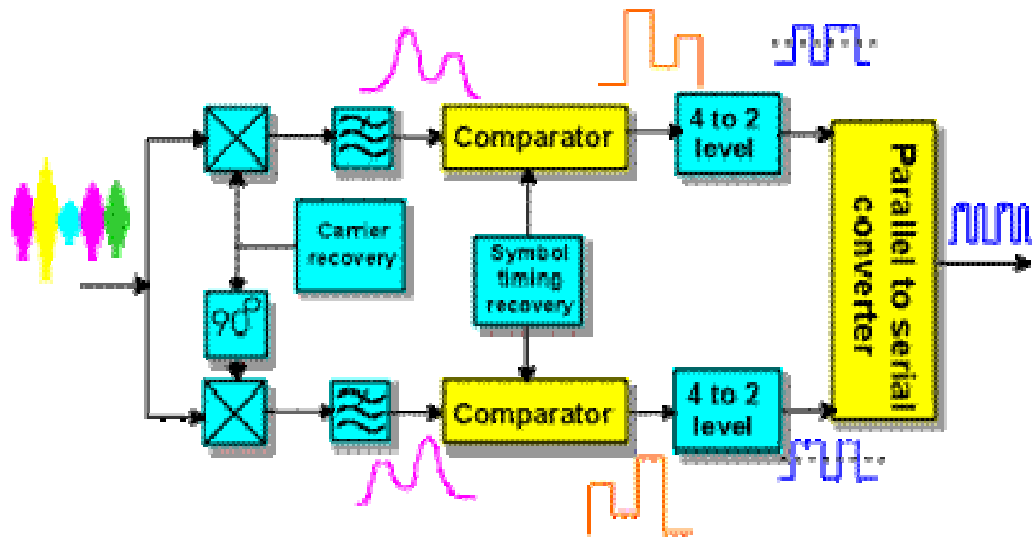 Comparator
4 to 2
level
Carrier
recovery
Symbol
timing
recovery
90°
Comparator
4 to 2
level
Parallel to serial
converter